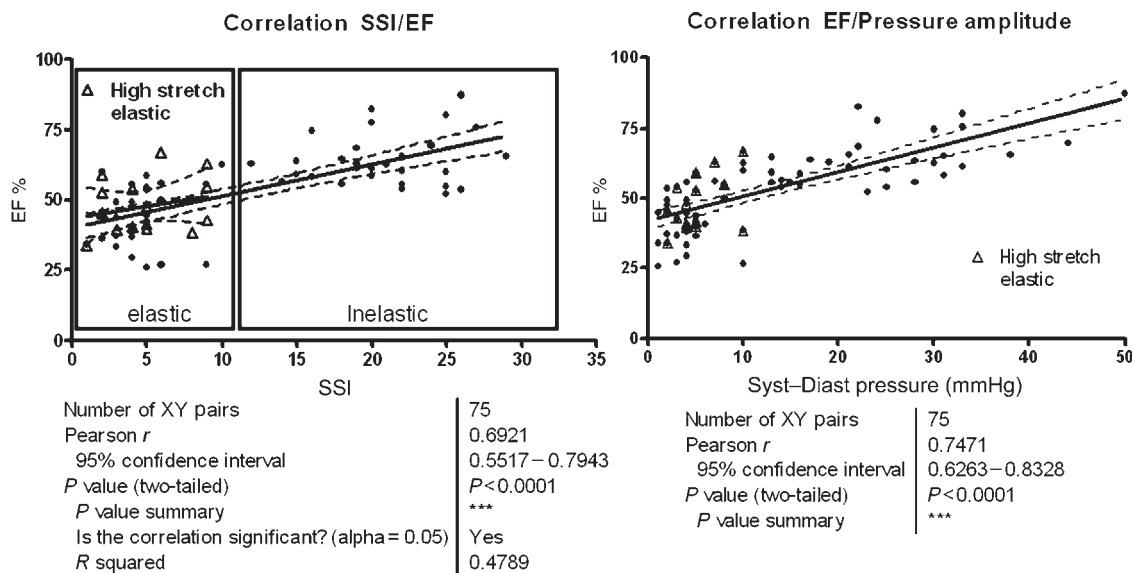 Correlation SSI/EF
100
75
50
25
0
EF %
High stretch
elastic
elastic
Inelastic
0 5 10 15 20 25 30 35
SSI
Number of XY pairs 75
Pearson r 0.6921
95% confidence interval 0.5517–0.7943
P value (two-tailed) P<0.0001
P value summary ***
Is the correlation significant? (alpha = 0.05) Yes
R squared 0.4789
Correlation EF/Pressure amplitude
100
75
50
25
0
EF %
High stretch
elastic
0 10 20 30 40 50
Syst–Diast pressure (mmHg)
Number of XY pairs 75
Pearson r 0.7471
95% confidence interval 0.6263–0.8328
P value (two-tailed) P<0.0001
P value summary ***